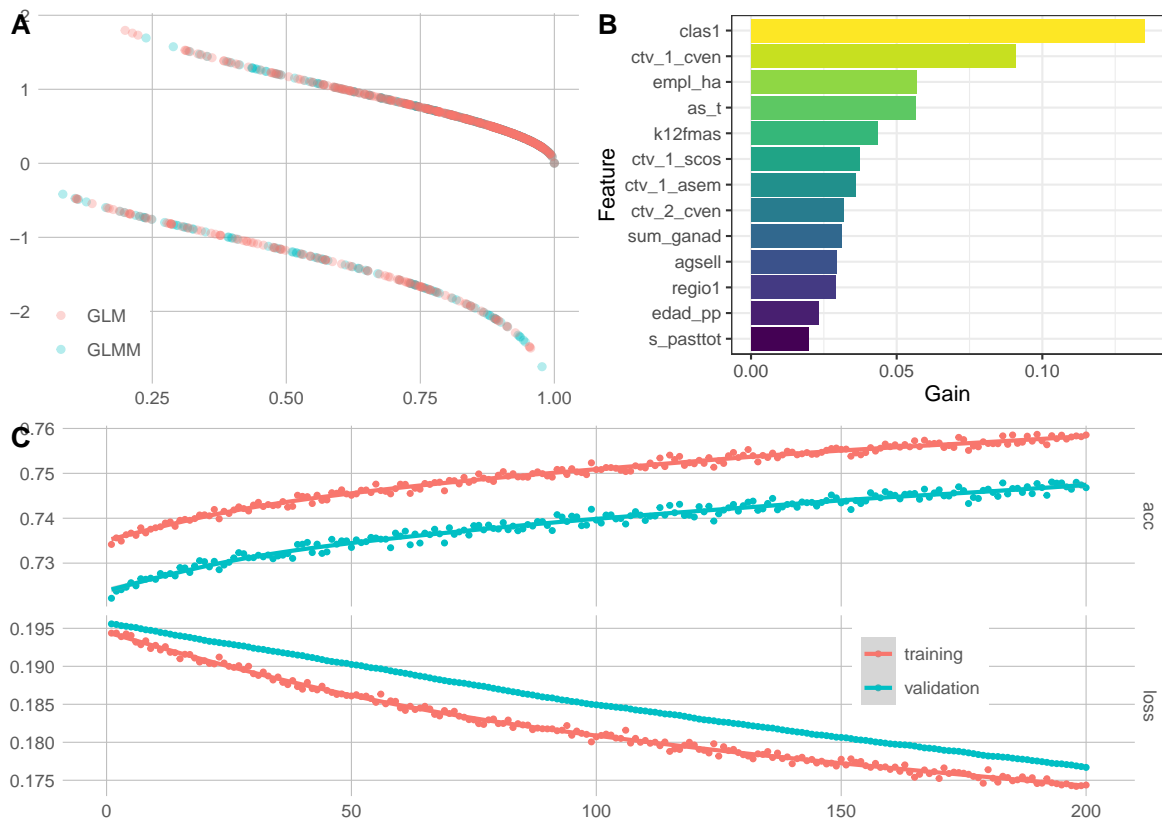 A
2
1
0
−1
−2
GLM
GLMM
0.25
0.50
0.75
1.00
B
Feature
clas1
ctv_1_cven
empl_ha
as_t
k12fmas
ctv_1_scos
ctv_1_asem
ctv_2_cven
sum_ganad
agsell
regio1
edad_pp
s_pasttot
0.00
0.05
0.10
Gain
C
0.76
0.75
0.74
0.73
acc
0.195
0.190
0.185
0.180
0.175
training
validation
loss
0
50
100
150
200